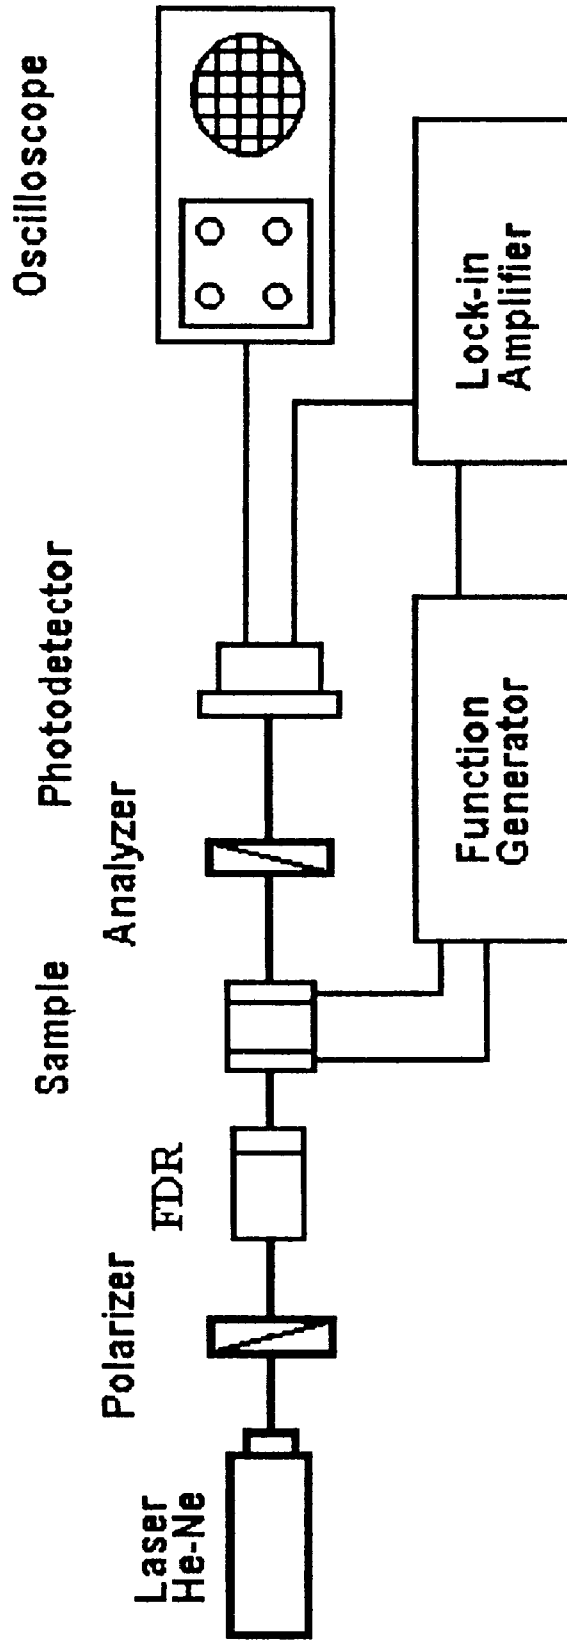 Laser
He-Ne
Polarizer
FDR
Sample
Analyzer
Photodetector
Oscilloscope
Function
Generator
Lock-in
Amplifier